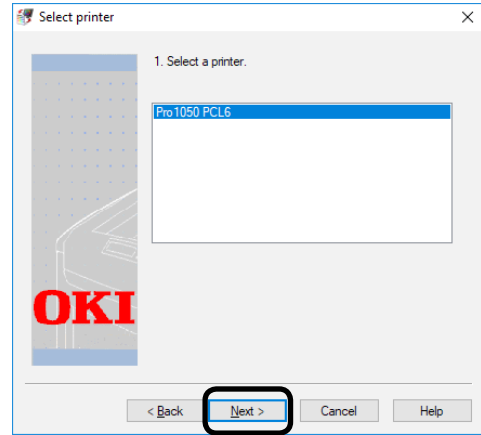 Select printer
1. Select a printer.
Pro1050 PCL6
OKI
< Back Next > Cancel Help